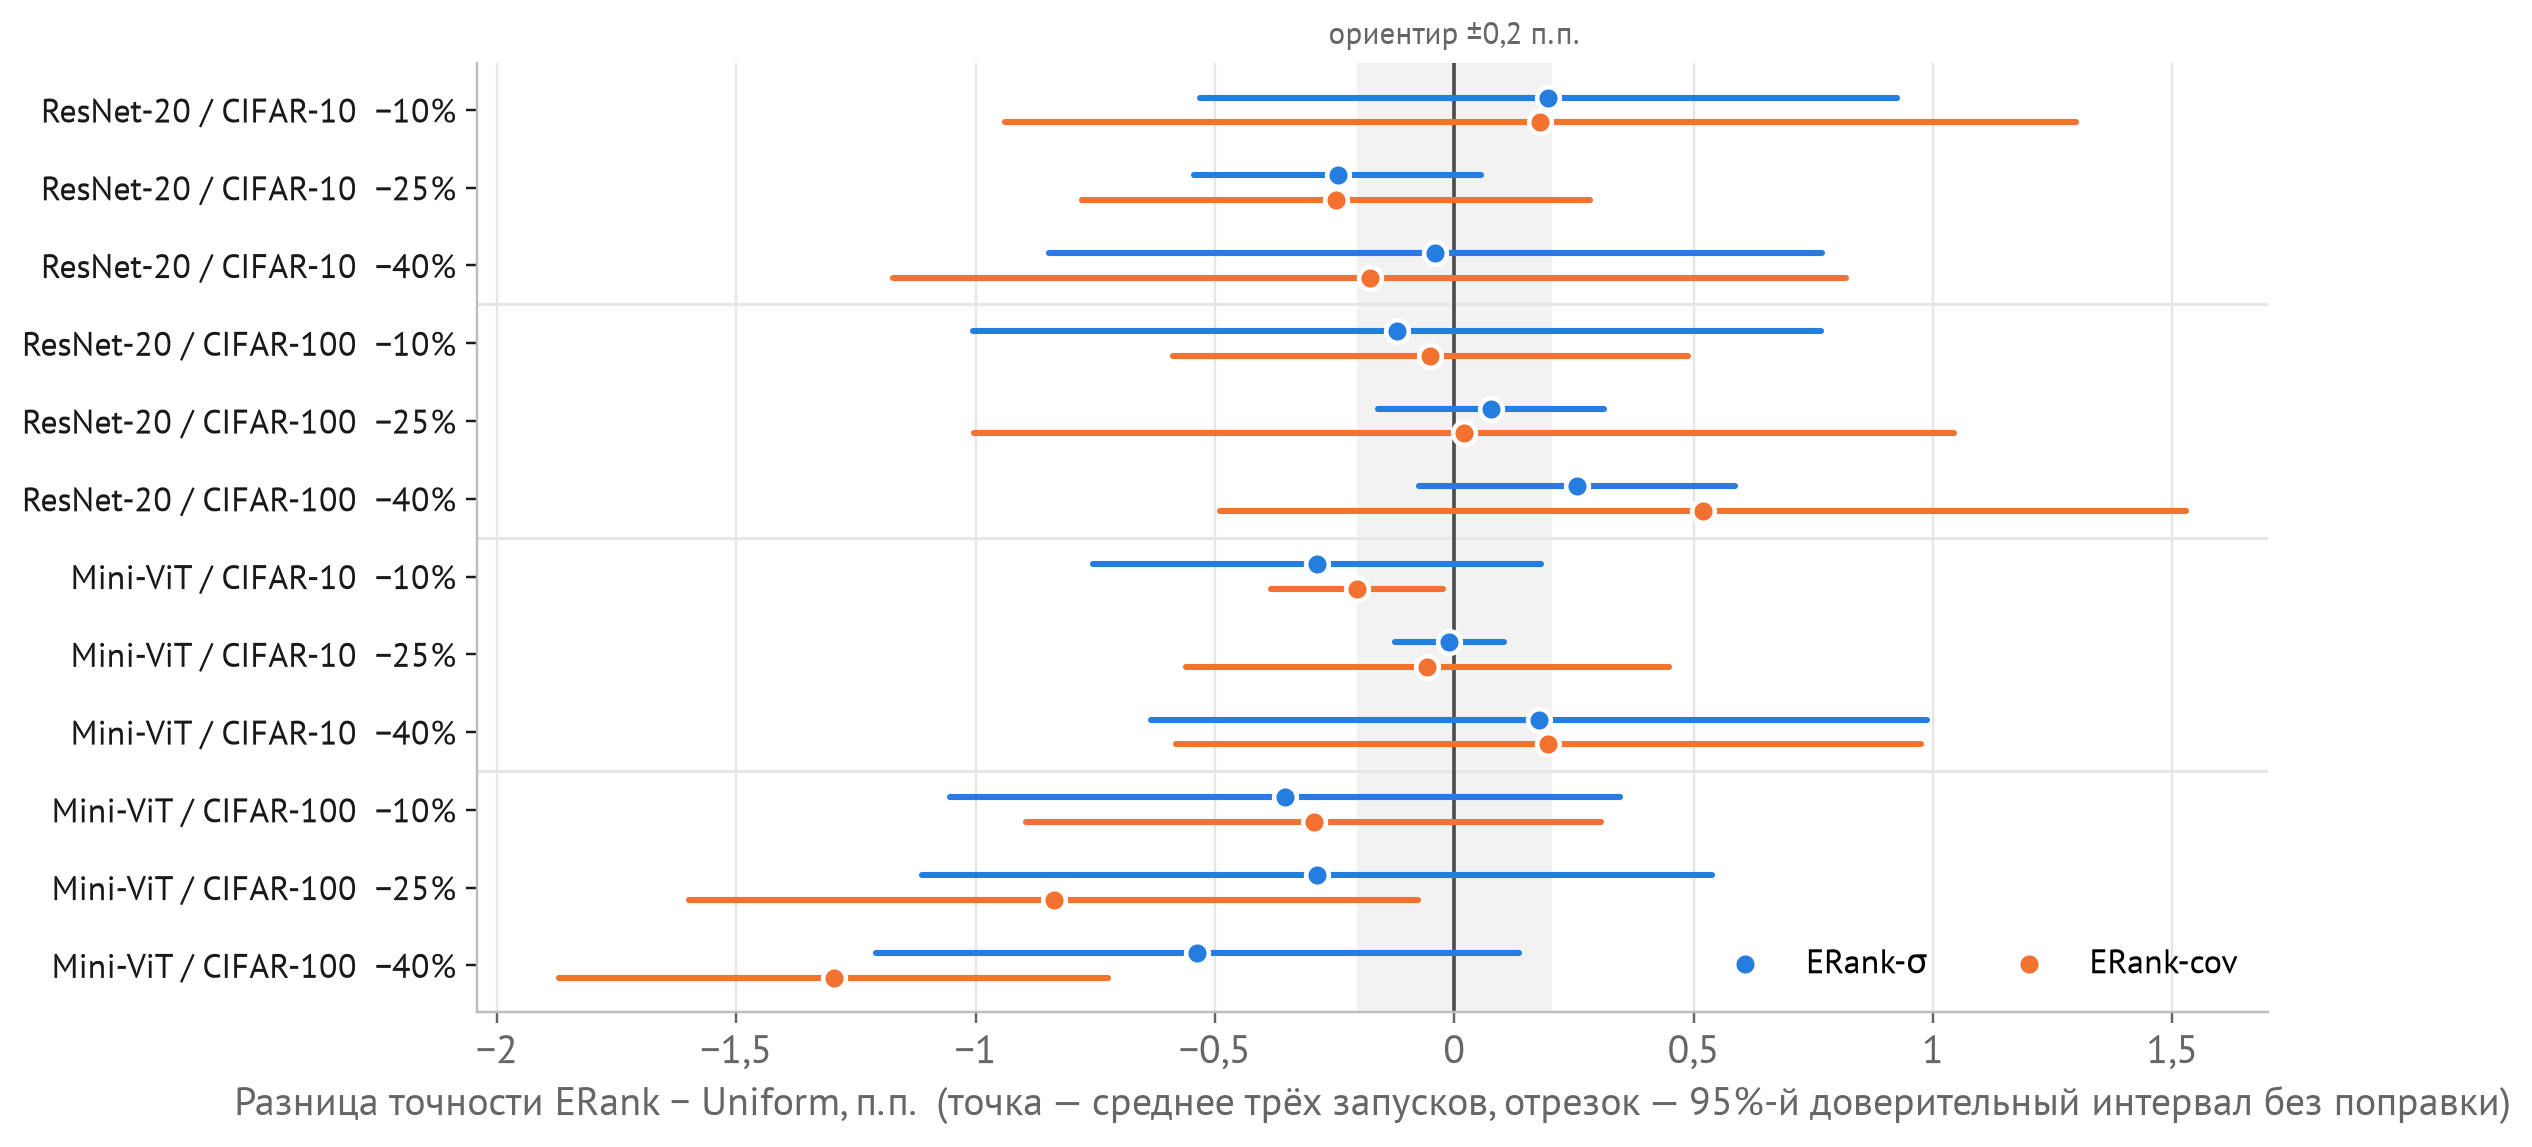 ориентир ±0,2 п.п.
ResNet-20 / CIFAR-10 −10%
ResNet-20 / CIFAR-10 −25%
ResNet-20 / CIFAR-10 −40%
ResNet-20 / CIFAR-100 −10%
ResNet-20 / CIFAR-100 −25%
ResNet-20 / CIFAR-100 −40%
Mini-ViT / CIFAR-10 −10%
Mini-ViT / CIFAR-10 −25%
Mini-ViT / CIFAR-10 −40%
Mini-ViT / CIFAR-100 −10%
Mini-ViT / CIFAR-100 −25%
Mini-ViT / CIFAR-100 −40%
ERank-σ ERank-cov
−2 −1,5 −1 −0,5 0 0,5 1 1,5
Разница точности ERank − Uniform, п.п. (точка — среднее трёх запусков, отрезок — 95%-й доверительный интервал без поправки)